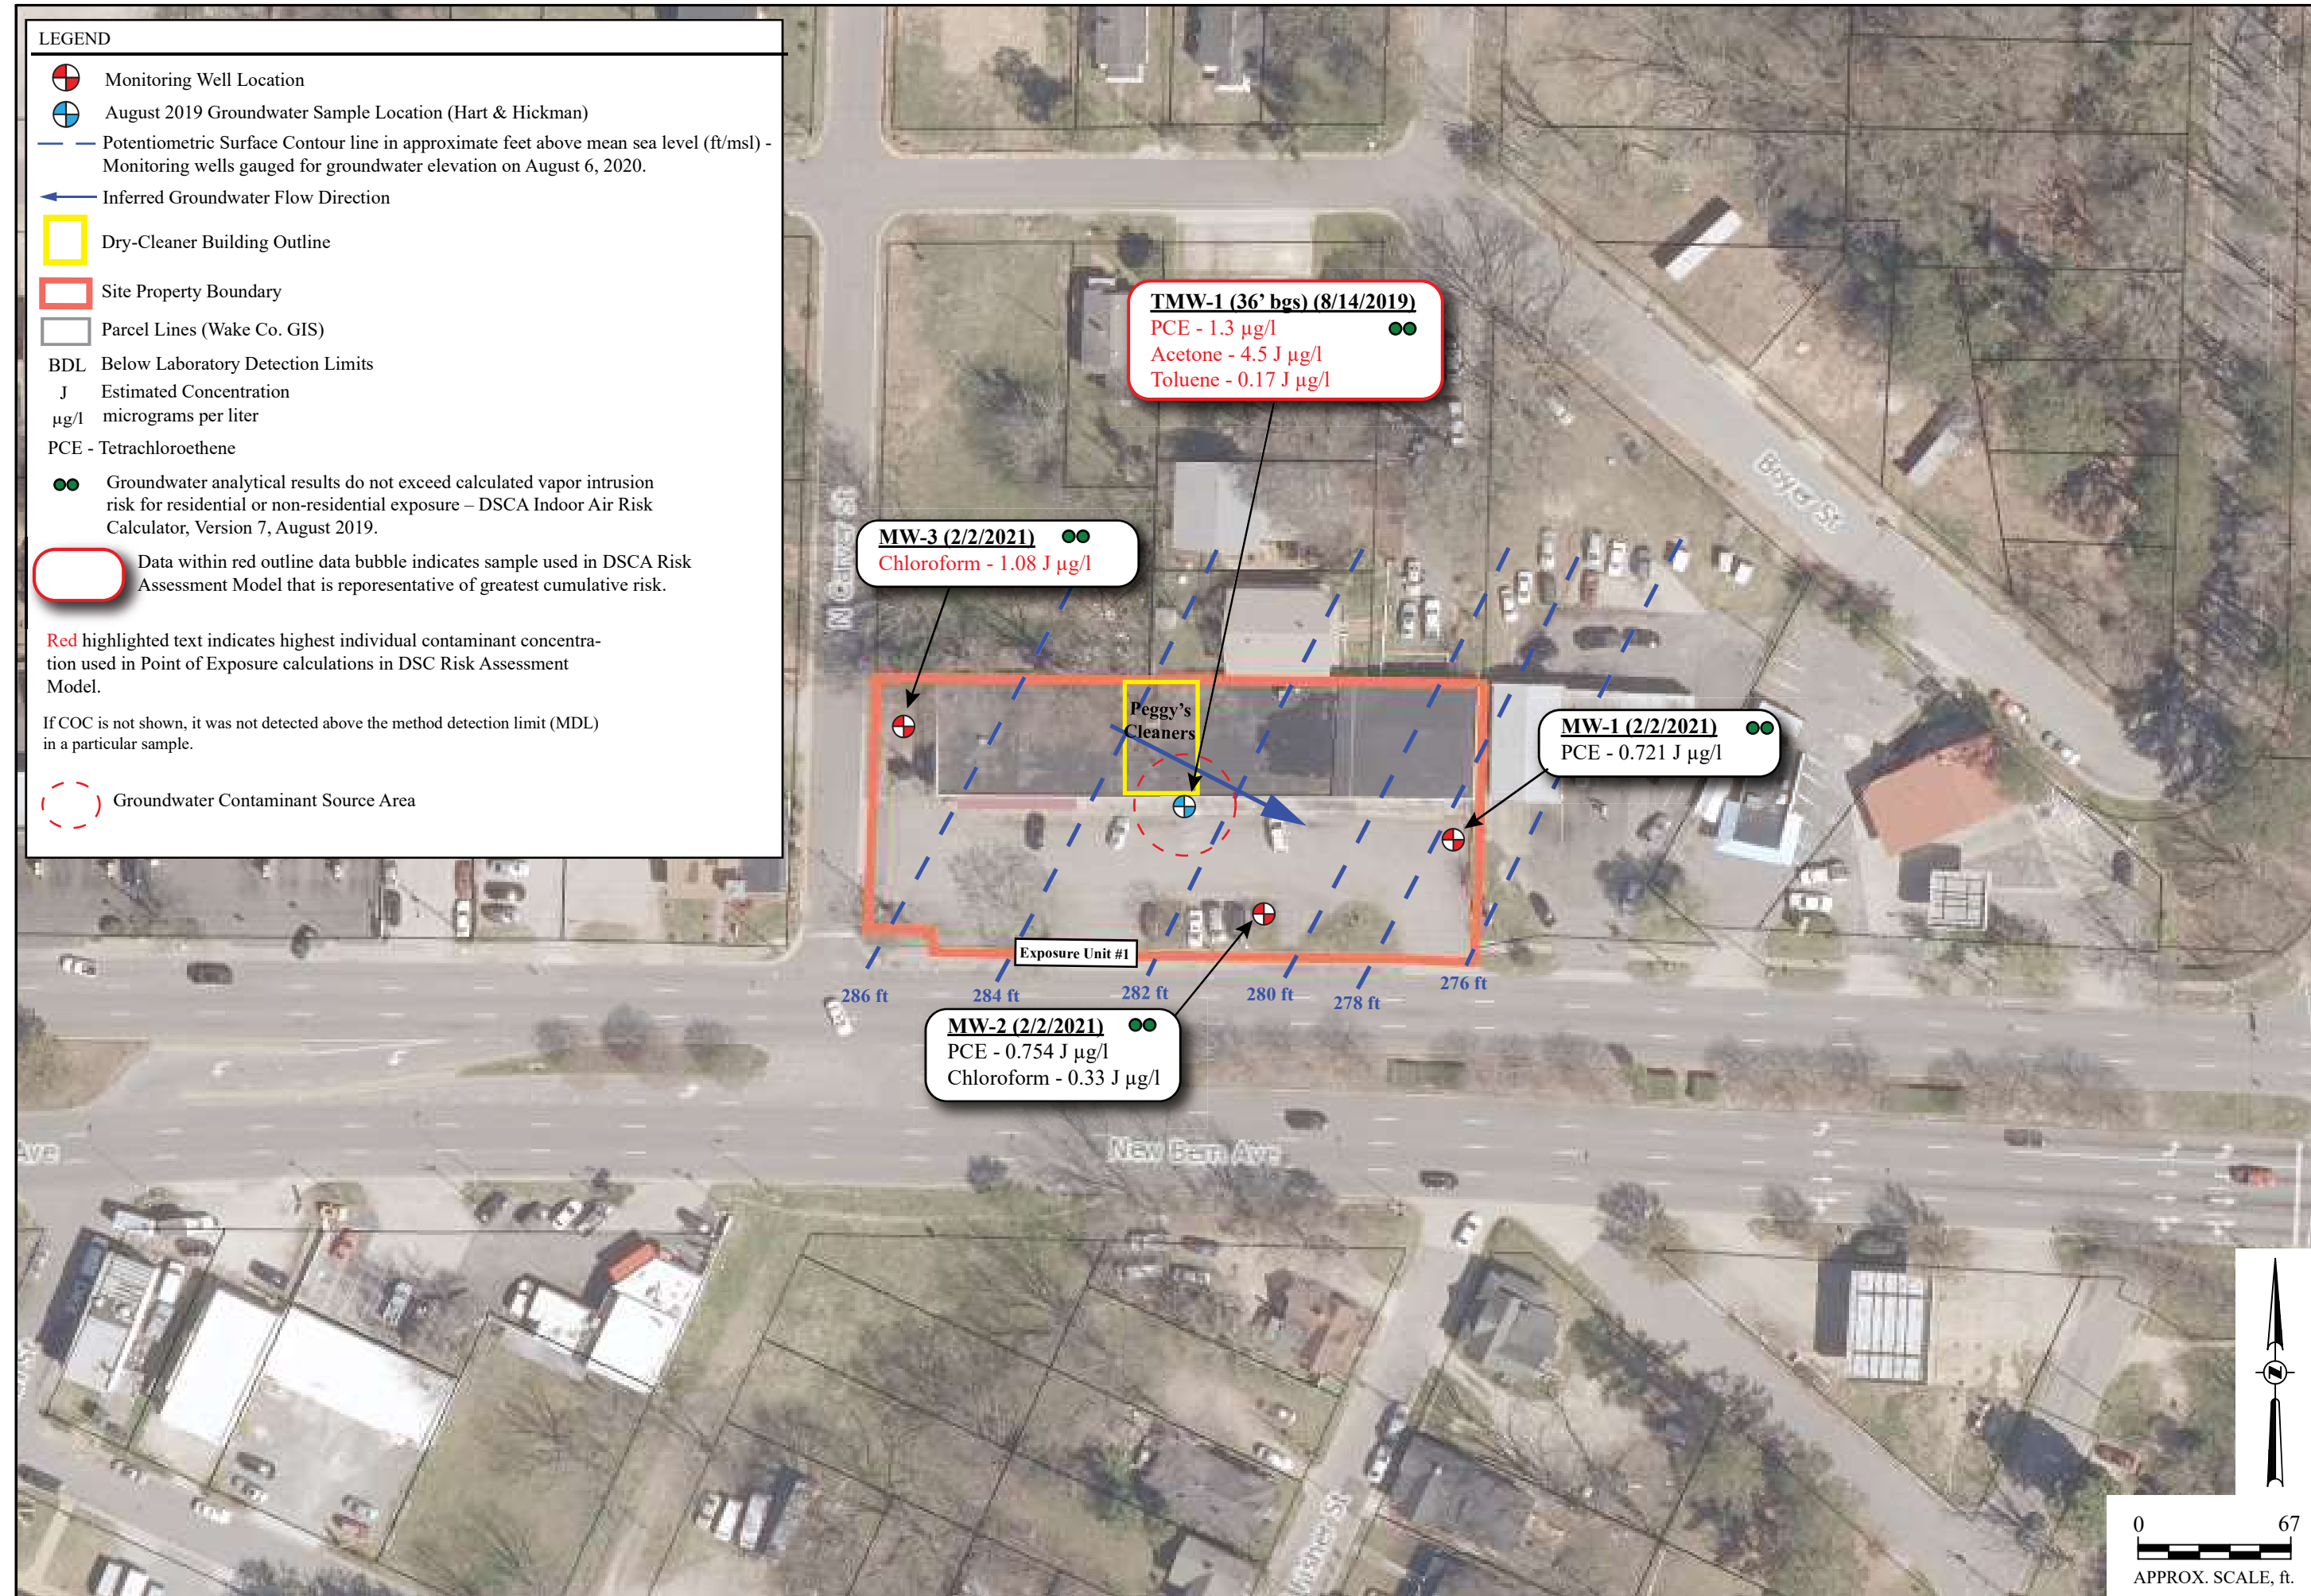 LEGEND
Monitoring Well Location
August 2019 Groundwater Sample Location (Hart & Hickman)
Potentiometric Surface Contour line in approximate feet above mean sea level (ft/msl) -
Monitoring wells gauged for groundwater elevation on August 6, 2020.
Inferred Groundwater Flow Direction
Dry-Cleaner Building Outline
Site Property Boundary
Parcel Lines (Wake Co. GIS)
BDL Below Laboratory Detection Limits
J Estimated Concentration
µg/l micrograms per liter
PCE - Tetrachloroethene
Groundwater analytical results do not exceed calculated vapor intrusion
risk for residential or non-residential exposure – DSCA Indoor Air Risk
Calculator, Version 7, August 2019.
Data within red outline data bubble indicates sample used in DSCA Risk
Assessment Model that is reporesentative of greatest cumulative risk.
Red highlighted text indicates highest individual contaminant concentra-
tion used in Point of Exposure calculations in DSC Risk Assessment
Model.
If COC is not shown, it was not detected above the method detection limit (MDL)
in a particular sample.
Groundwater Contaminant Source Area
TMW-1 (36’ bgs) (8/14/2019)
PCE - 1.3 µg/l
Acetone - 4.5 J µg/l
Toluene - 0.17 J µg/l
Boyer St
N Carver St
MW-3 (2/2/2021)
Chloroform - 1.08 J µg/l
Peggy’s
Cleaners
MW-1 (2/2/2021)
PCE - 0.721 J µg/l
Exposure Unit #1
286 ft
284 ft
282 ft
280 ft
278 ft
276 ft
MW-2 (2/2/2021)
PCE - 0.754 J µg/l
Chloroform - 0.33 J µg/l
Ave
New Bern Ave
N
0 67
APPROX. SCALE, ft.